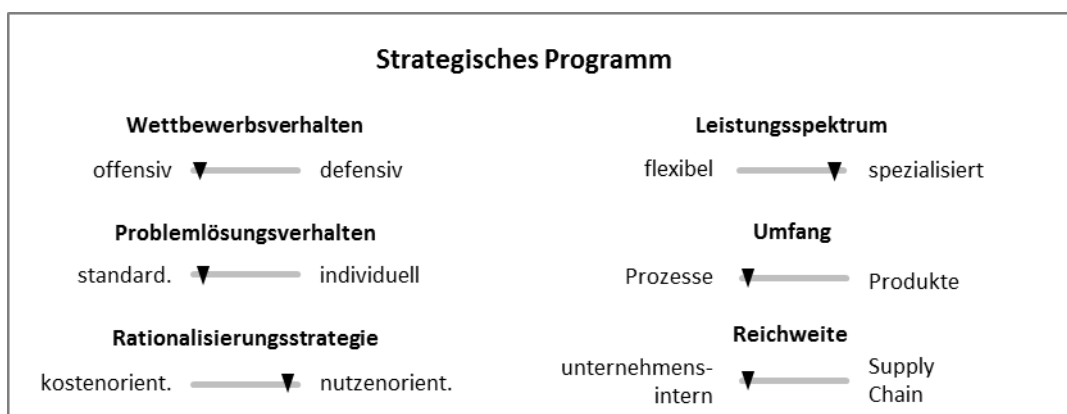 Strategisches Programm
Wettbewerbsverhalten
offensiv defensiv
Problemlösungsverhalten
standard. individuell
Rationalisierungsstrategie
kostenorient. nutzenorient.
Leistungsspektrum
flexibel spezialisiert
Umfang
Prozesse Produkte
Reichweite
unternehmens- Supply
intern Chain